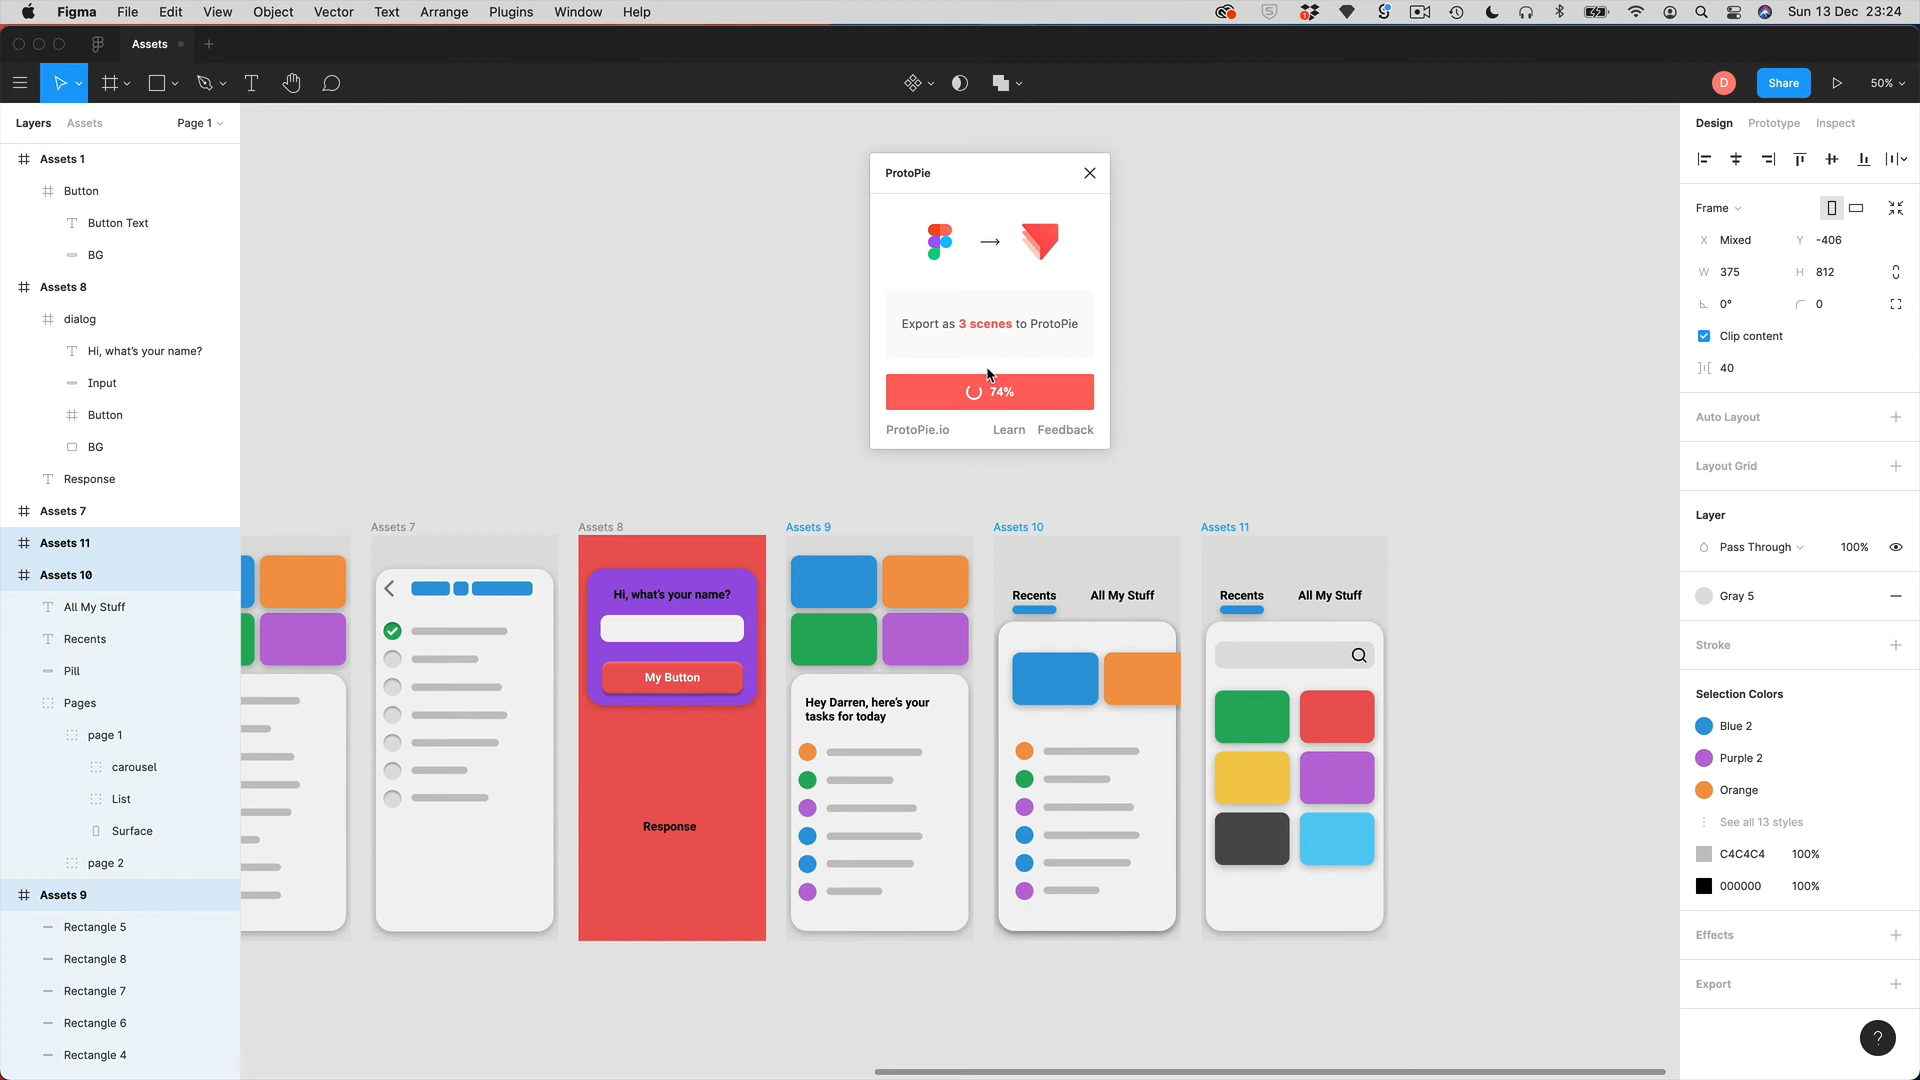 Figma File Edit View Object Vector Text Arrange Plugins Window Help Sun 13 Dec 23:24
Assets
D Share 50%
Layers Assets Page 1
Assets 1
Button
Button Text
BG
Assets 8
dialog
Hi, what's your name?
Input
Button
BG
Response
Assets 7
Assets 11
Assets 10
All My Stuff
Recents
Pill
Pages
page 1
carousel
List
Surface
page 2
Assets 9
Rectangle 5
Rectangle 8
Rectangle 7
Rectangle 6
Rectangle 4
ProtoPie
Export as 3 scenes to ProtoPie
74%
ProtoPie.io Learn Feedback
Assets 7
Assets 8
Hi, what's your name?
My Button
Response
Assets 9
Hey Darren, here's your
tasks for today
Assets 10
Recents All My Stuff
Assets 11
Recents All My Stuff
Design Prototype Inspect
Frame
X Mixed Y -406
W 375 H 812
0° 0
Clip content
40
Auto Layout
Layout Grid
Layer
Pass Through 100%
Gray 5
Stroke
Selection Colors
Blue 2
Purple 2
Orange
See all 13 styles
C4C4C4 100%
000000 100%
Effects
Export
?